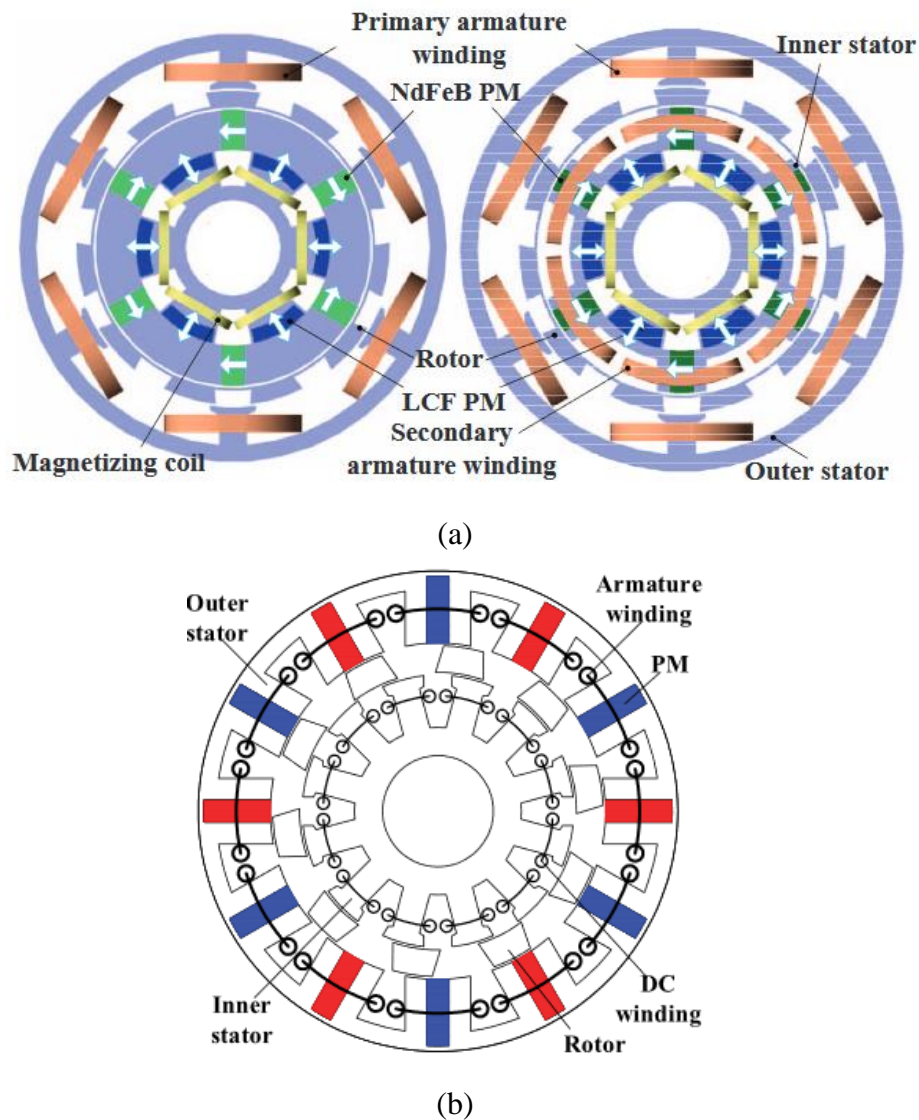 Primary armature
winding
NdFeB PM
Inner stator
Rotor
LCF PM
Secondary
armature winding
Magnetizing coil
Outer stator
(a)
Outer
stator
Armature
winding
PM
Inner
stator
DC
winding
Rotor
(b)